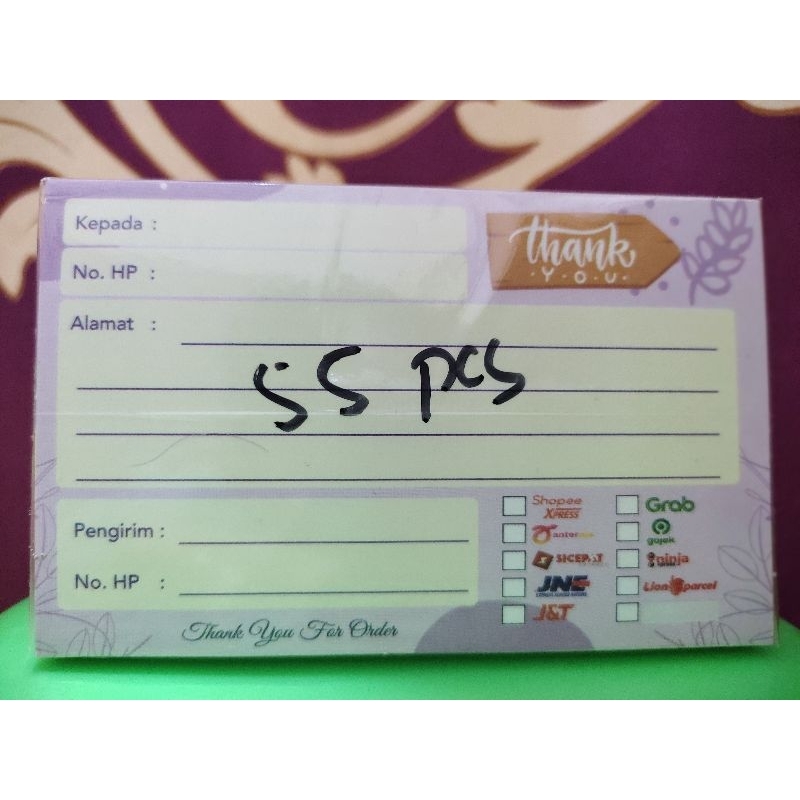 Kepada :
thank
YOU
No. HP :
Alamat :
55 pcs
Pengirim :
No. HP :
Shopee
XPRESS
Grab
anteraja
gojek
SICEPAT
ninja
JNE
Lion parcel
J&T
Thank You For Order